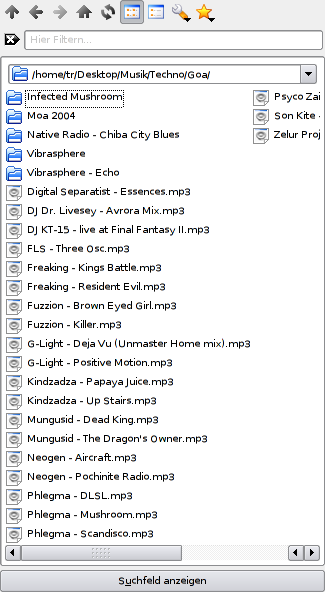 Hier Filtern...
/home/tr/Desktop/Musik/Techno/Goa/
Infected Mushroom
Moa 2004
Native Radio - Chiba City Blues
Vibrasphere
Vibrasphere - Echo
Digital Separatist - Essences.mp3
DJ Dr. Livesey - Avrora Mix.mp3
DJ KT-15 - live at Final Fantasy II.mp3
FLS - Three Osc.mp3
Freaking - Kings Battle.mp3
Freaking - Resident Evil.mp3
Fuzzion - Brown Eyed Girl.mp3
Fuzzion - Killer.mp3
G-Light - Deja Vu (Unmaster Home mix).mp3
G-Light - Positive Motion.mp3
Kindzadza - Papaya Juice.mp3
Kindzadza - Up Stairs.mp3
Mungusid - Dead King.mp3
Mungusid - The Dragon's Owner.mp3
Neogen - Aircraft.mp3
Neogen - Pochinite Radio.mp3
Phlegma - DLSL.mp3
Phlegma - Mushroom.mp3
Phlegma - Scandisco.mp3
Psyco Zai
Son Kite -
Zelur Proj
Suchfeld anzeigen